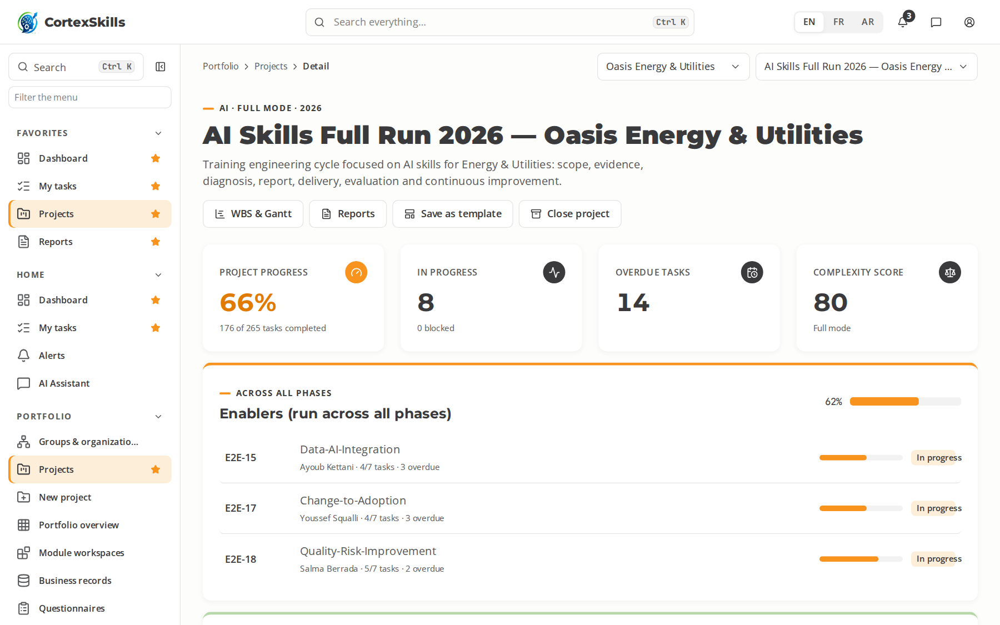 CortexSkills
Search everything...
Ctrl K
EN FR AR
3
Search
Ctrl K
Filter the menu
FAVORITES
Dashboard
My tasks
Projects
Reports
HOME
Dashboard
My tasks
Alerts
AI Assistant
PORTFOLIO
Groups & organizatio...
Projects
New project
Portfolio overview
Module workspaces
Business records
Questionnaires
Portfolio > Projects > Detail
Oasis Energy & Utilities
AI Skills Full Run 2026 — Oasis Energy ...
AI · FULL MODE · 2026
AI Skills Full Run 2026 — Oasis Energy & Utilities
Training engineering cycle focused on AI skills for Energy & Utilities: scope, evidence,
diagnosis, report, delivery, evaluation and continuous improvement.
WBS & Gantt
Reports
Save as template
Close project
PROJECT PROGRESS
66%
176 of 265 tasks completed
IN PROGRESS
8
0 blocked
OVERDUE TASKS
14
COMPLEXITY SCORE
80
Full mode
ACROSS ALL PHASES
Enablers (run across all phases)
62%
E2E-15
Data-AI-Integration
Ayoub Kettani · 4/7 tasks · 3 overdue
In progress
E2E-17
Change-to-Adoption
Youssef Squalli · 4/7 tasks · 3 overdue
In progress
E2E-18
Quality-Risk-Improvement
Salma Berrada · 5/7 tasks · 2 overdue
In progress